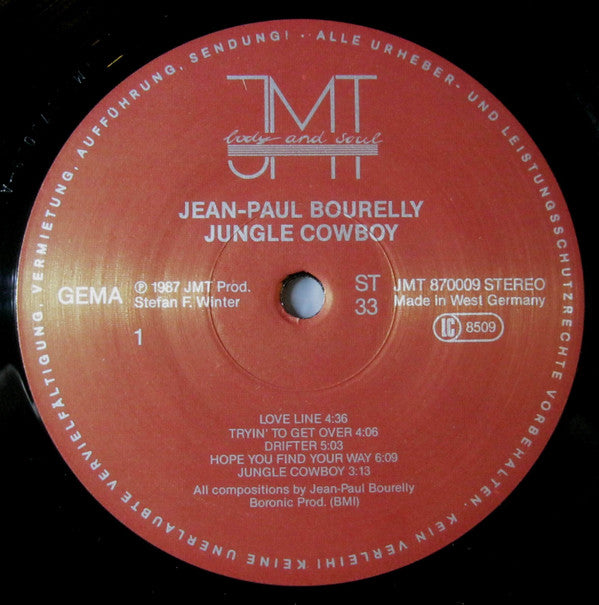 JMT
body and soul
JEAN-PAUL BOURELLY
JUNGLE COWBOY
GEMA
℗ 1987 JMT Prod.
Stefan F. Winter
ST
33
JMT 870009 STEREO
Made in West Germany
LC 8509
1
LOVE LINE 4:36
TRYIN' TO GET OVER 4:06
DRIFTER 5:03
HOPE YOU FIND YOUR WAY 6:09
JUNGLE COWBOY 3:13
All compositions by Jean-Paul Bourelly
Boronic Prod. (BMI)
ALLE URHEBER- UND LEISTUNGSSCHUTZRECHTE VORBEHALTEN. KEIN VERLEIH! KEINE UNERLAUBTE VERVIELFÄLTIGUNG, VERMIETUNG, AUFFÜHRUNG, SENDUNG! ··